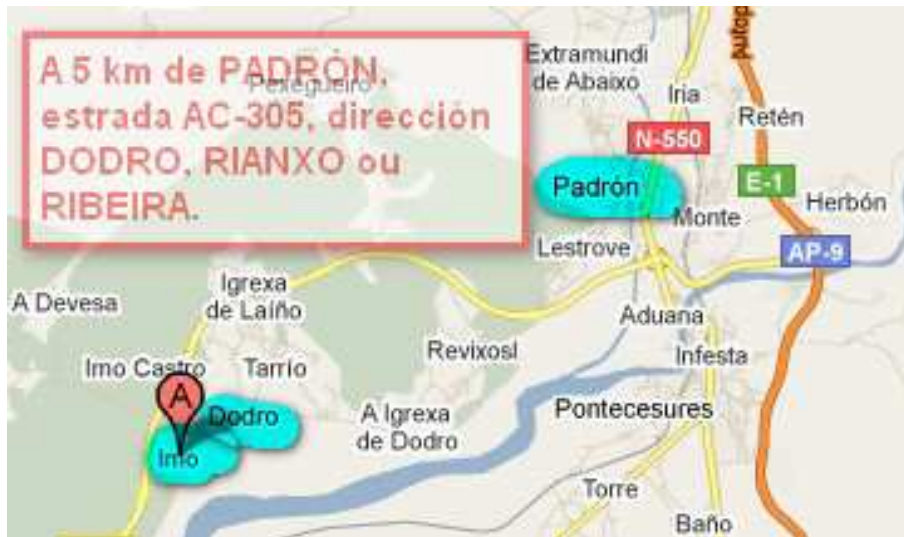 A 5 km de PADRÓN,
estrada AC-305, dirección
DODRO, RIANXO ou
RIBEIRA.
Pexegueiro
Extramundi
de Abaixo
Iria
Retén
N-550
E-1
Padrón
Monte
Herbón
Lestrove
AP-9
Igrexa
de Laíño
A Devesa
Aduana
Revixosl
Infesta
Imo Castro
Tarrío
A
Dodro
A Igrexa
de Dodro
Pontecesures
Imo
Torre
Baño